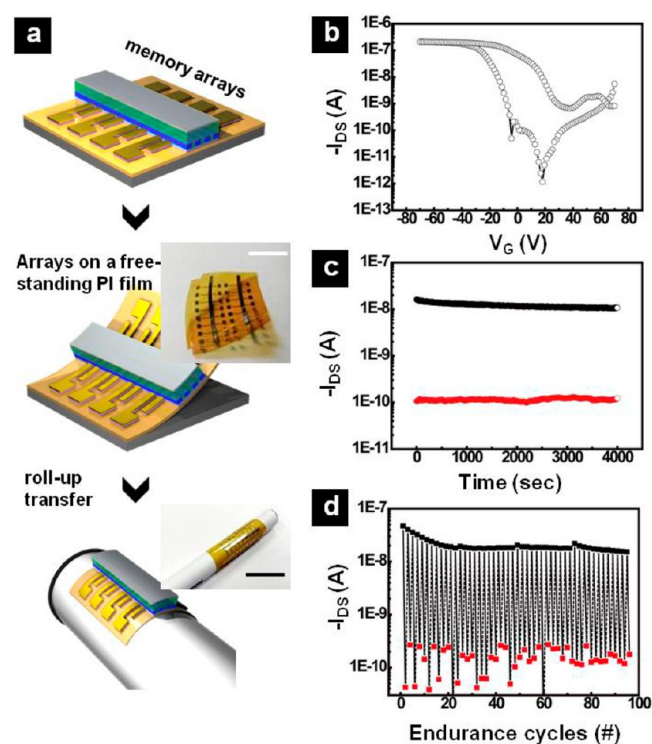 a
memory arrays
Arrays on a free-
standing PI film
roll-up
transfer
b
1E-5
1E-6
1E-7
1E-8
1E-9
1E-10
1E-11
1E-12
1E-13
-I_DS (A)
-80 -60 -40 -20 0 20 40 60 80
V_G (V)
c
1E-7
1E-8
1E-9
1E-10
1E-11
-I_DS (A)
0 1000 2000 3000 4000
Time (sec)
d
1E-7
1E-8
1E-9
1E-10
-I_DS (A)
0 20 40 60 80 100
Endurance cycles (#)